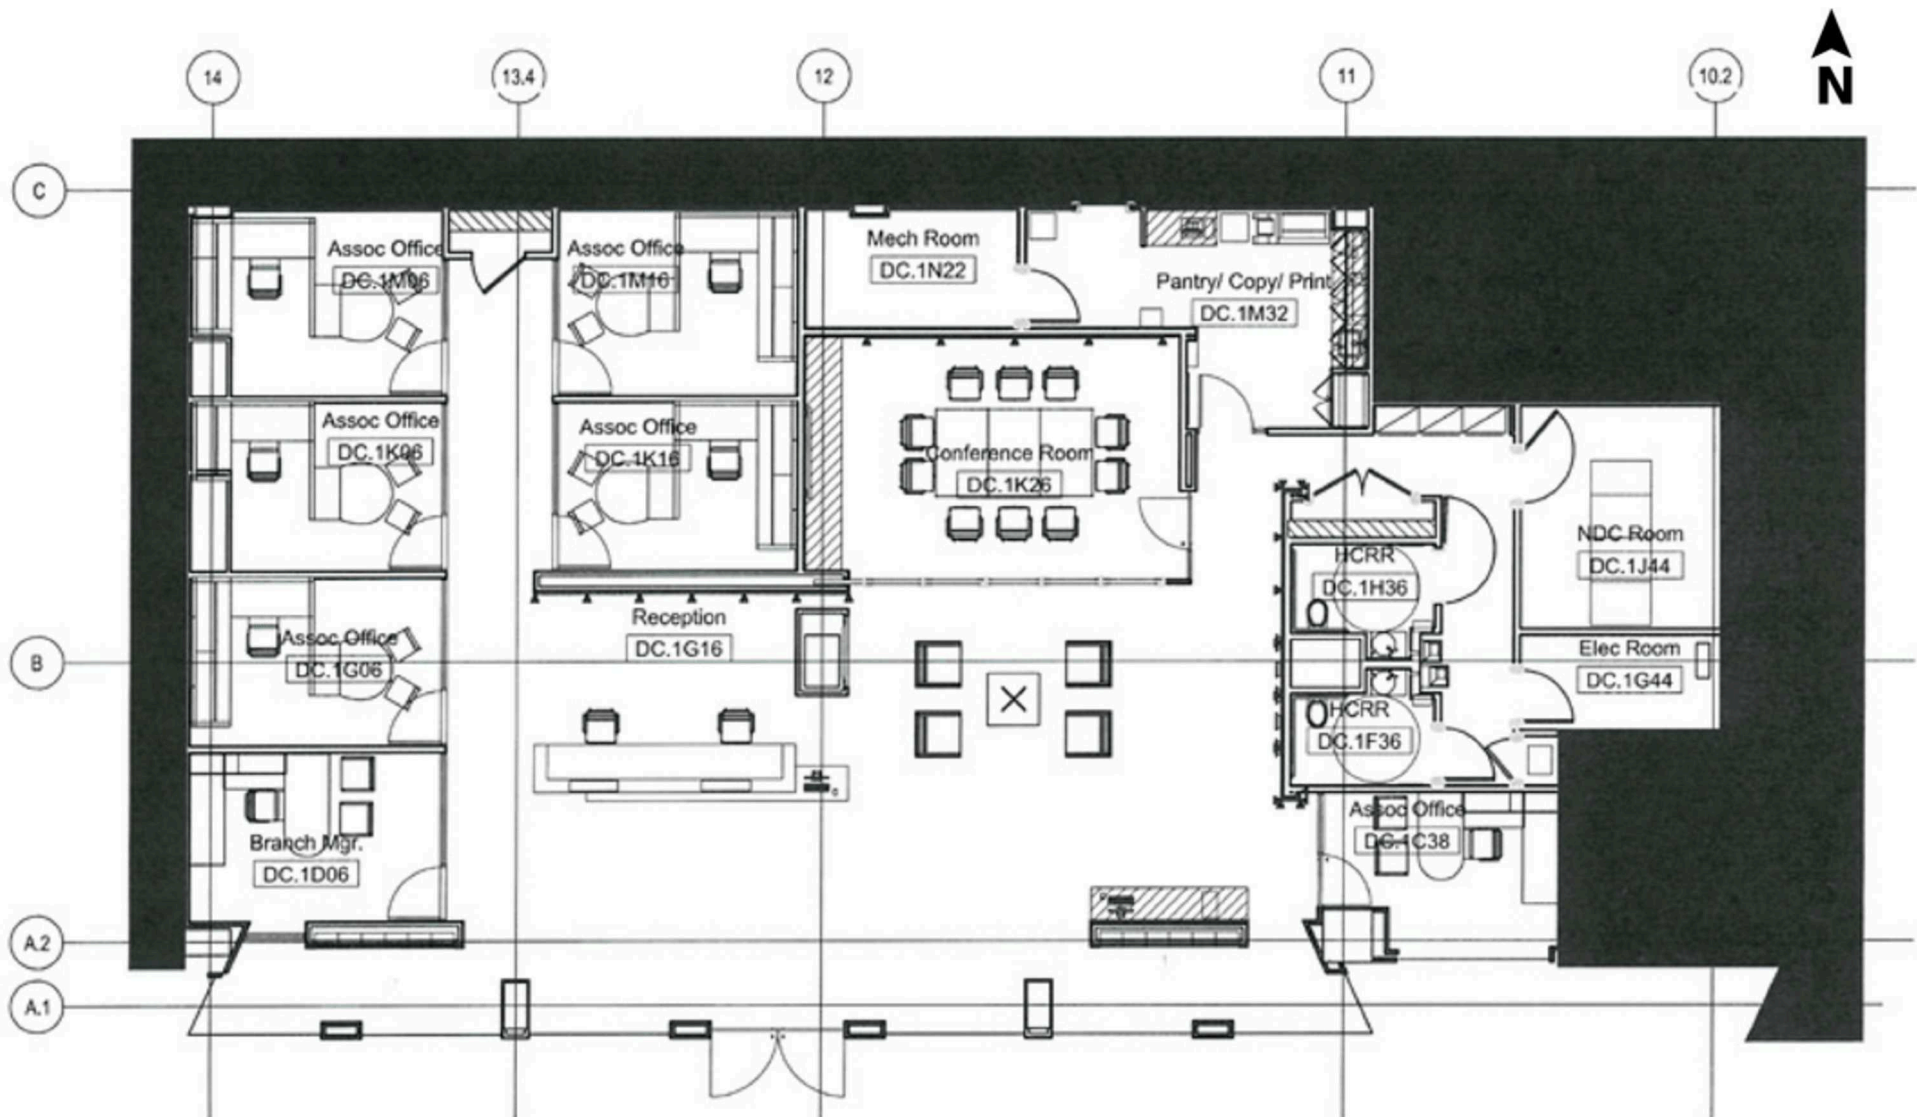 N
14
13.4
12
11
10.2
C
Assoc Office
DC.1M06
Assoc Office
DC.1M16
Mech Room
DC.1N22
Pantry/ Copy/ Print
DC.1M32
Assoc Office
DC.1K06
Assoc Office
DC.1K16
Conference Room
DC.1K26
NDC Room
DC.1J44
HCRR
DC.1H36
Reception
DC.1G16
Assoc Office
DC.1G06
B
Elec Room
DC.1G44
HCRR
DC.1F36
Assoc Office
DC.1C38
Branch Mgr.
DC.1D06
A.2
A.1